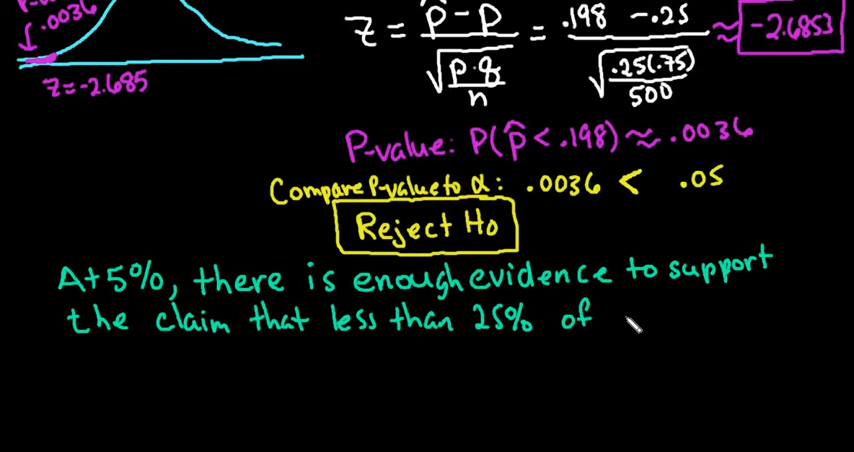 .0036
Z=-2.685
Z = p̂ - p / √(p·q / n) = .198 - .25 / √(.25(.75) / 500) ≈ -2.6853
P-value: P(p̂ < .198) ≈ .0036
Compare P-value to α: .0036 < .05
Reject Ho
At 5%, there is enough evidence to support
the claim that less than 25% of